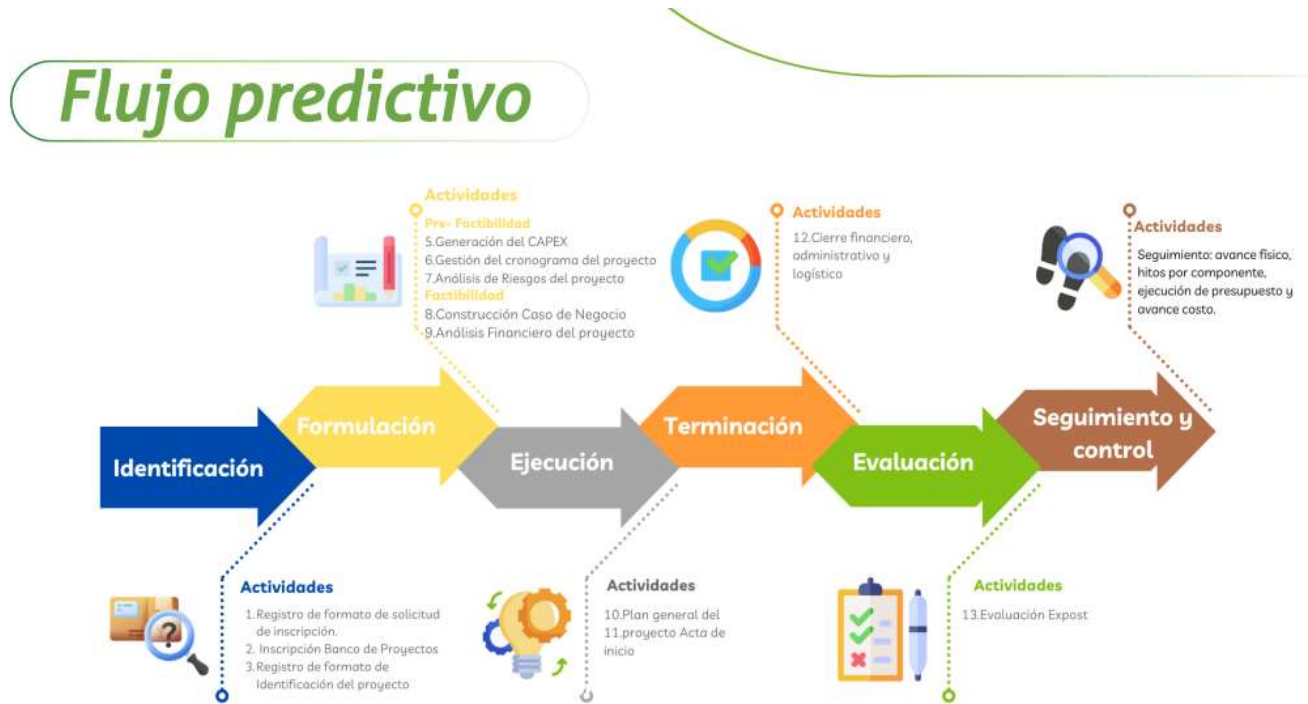 Flujo predictivo
Actividades
Pre- Factibilidad
5.Generación del CAPEX
6.Gestión del cronograma del proyecto
7.Análisis de Riesgos del proyecto
Factibilidad
8.Construcción Caso de Negocio
9.Análisis Financiero del proyecto
Actividades
12.Cierre financiero,
administrativo y
logístico
Actividades
Seguimiento: avance físico,
hitos por componente,
ejecución de presupuesto y
avance costo.
Identificación
Formulación
Ejecución
Terminación
Evaluación
Seguimiento y
control
Actividades
1.Registro de formato de solicitud
de inscripción.
2. Inscripción Banco de Proyectos
3.Registro de formato de
Identificación del proyecto
Actividades
10.Plan general del
11.proyecto Acta de
inicio
Actividades
13.Evaluación Expost